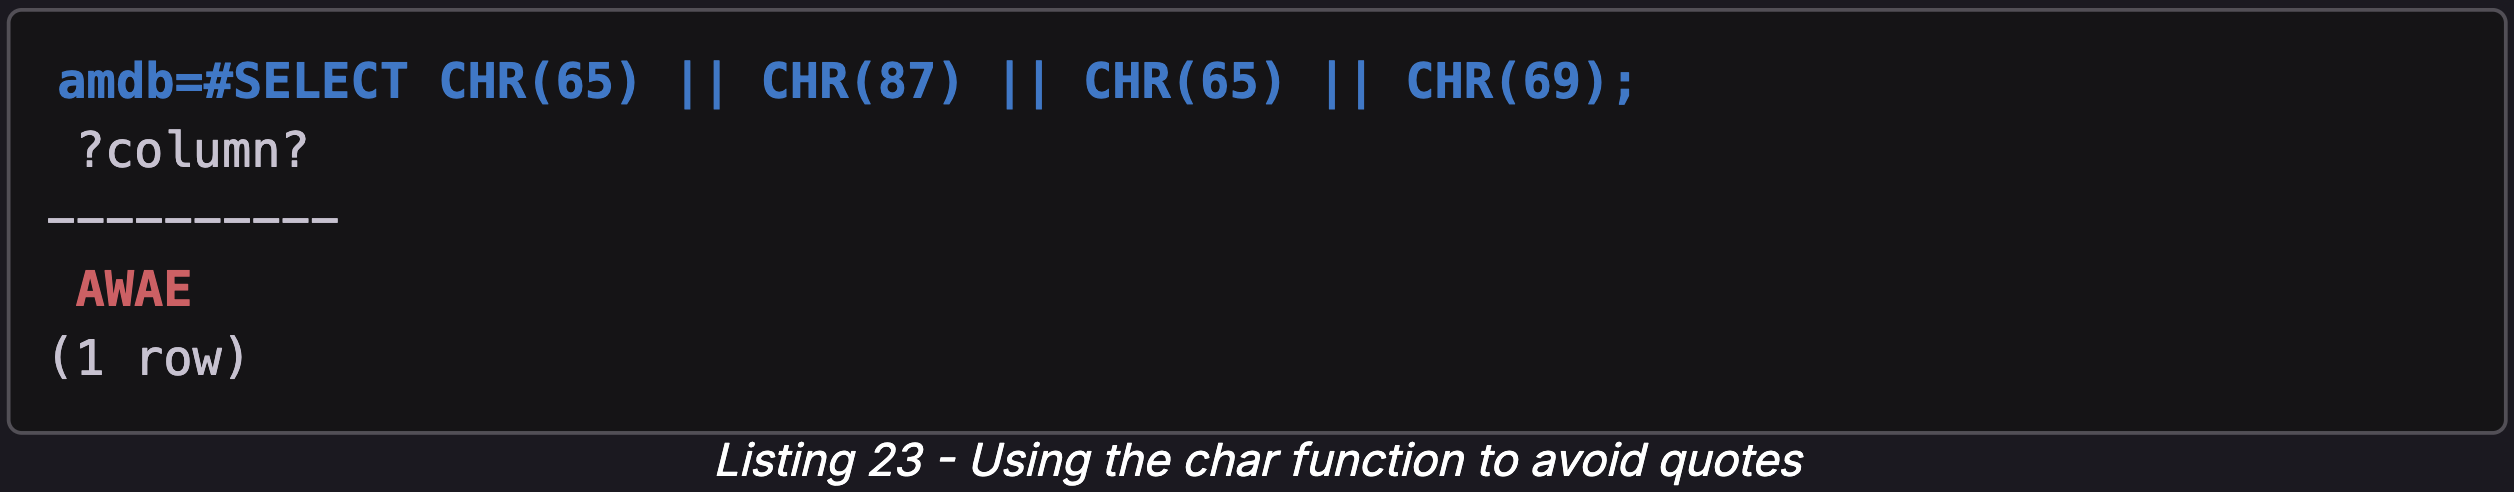 amdb=#SELECT CHR(65) || CHR(87) || CHR(65) || CHR(69);
?column?
----------
AWAE
(1 row)
Listing 23 - Using the char function to avoid quotes